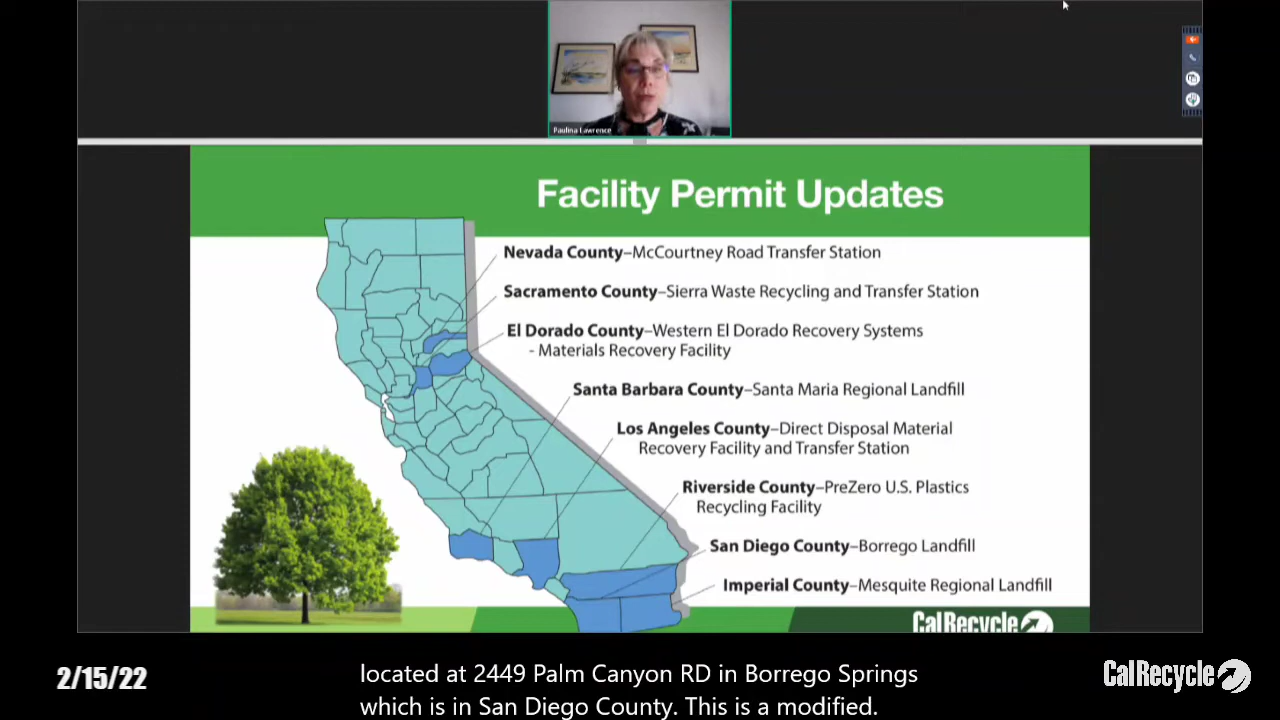 Paulina Lawrence
Facility Permit Updates
Nevada County–McCourtney Road Transfer Station
Sacramento County–Sierra Waste Recycling and Transfer Station
El Dorado County–Western El Dorado Recovery Systems
- Materials Recovery Facility
Santa Barbara County–Santa Maria Regional Landfill
Los Angeles County–Direct Disposal Material
Recovery Facility and Transfer Station
Riverside County–PreZero U.S. Plastics
Recycling Facility
San Diego County–Borrego Landfill
Imperial County–Mesquite Regional Landfill
CalRecycle
2/15/22
located at 2449 Palm Canyon RD in Borrego Springs
which is in San Diego County. This is a modified.
CalRecycle